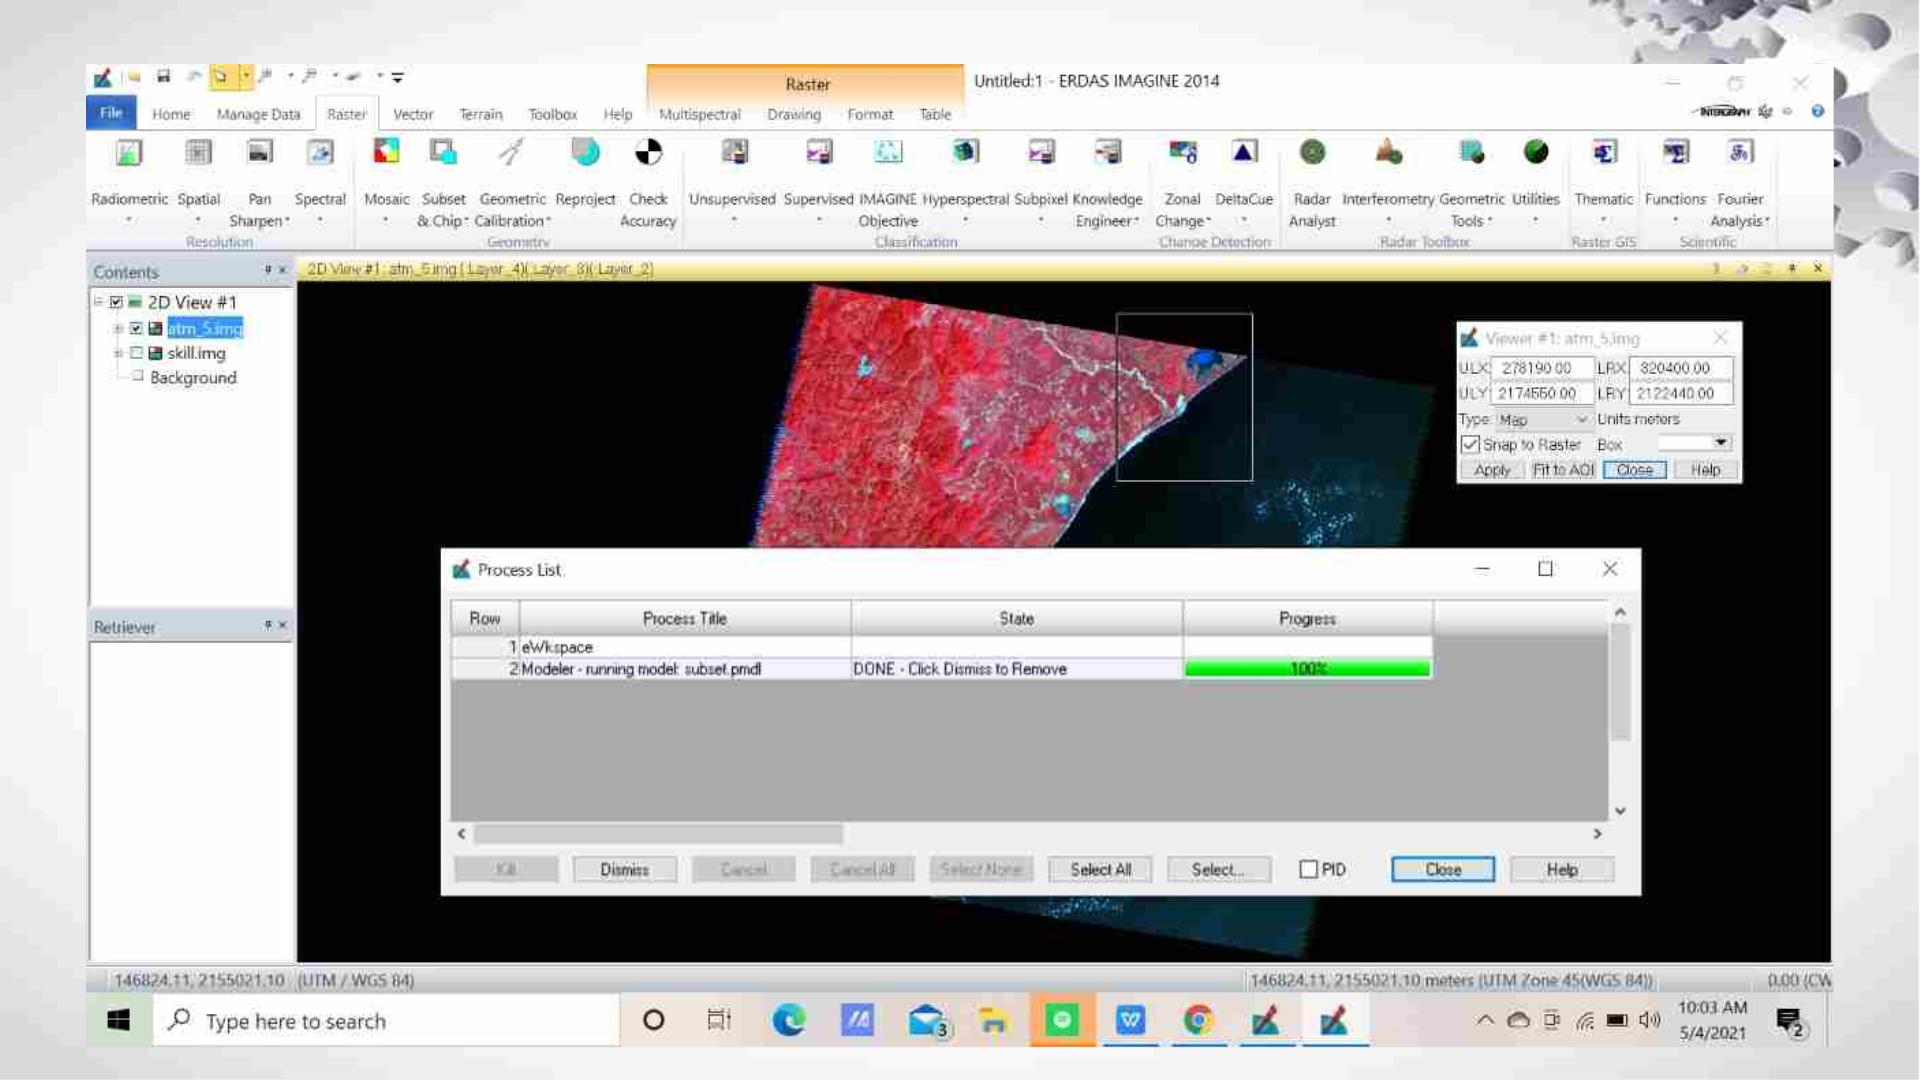 Raster
Untitled:1 - ERDAS IMAGINE 2014
File Home Manage Data Raster Vector Terrain Toolbox Help Multispectral Drawing Format Table
INTERGRAPH
Radiometric Spatial Pan Spectral Mosaic Subset Geometric Reproject Check Unsupervised Supervised IMAGINE Hyperspectral Subpixel Knowledge Zonal DeltaCue Radar Interferometry Geometric Utilities Thematic Functions Fourier
Sharpen & Chip Calibration Accuracy Objective Engineer Change Analyst Tools Analysis
Resolution Geometry Classification Change Detection Radar Toolbox Raster GIS Scientific
Contents
2D View #1: atm_5.img (:Layer_4)(:Layer_3)(:Layer_2)
2D View #1
atm_5.img
skill.img
Background
Viewer #1: atm_5.img
ULX: 278190.00 LRX: 320400.00
ULY: 2174550.00 LRY: 2122440.00
Type: Map Units:meters
Snap to Raster Box
Apply Fit to AOI Close Help
Retriever
Process List
Row Process Title State Progress
1 eWkspace
2 Modeler - running model: subset.pmdl DONE - Click Dismiss to Remove 100%
Kill Dismiss Cancel Cancel All Select None Select All Select... PID Close Help
146824.11, 2155021.10 (UTM / WGS 84)
146824.11, 2155021.10 meters (UTM Zone 45(WGS 84))
0.00 (CW
Type here to search
3
10:03 AM
5/4/2021
2